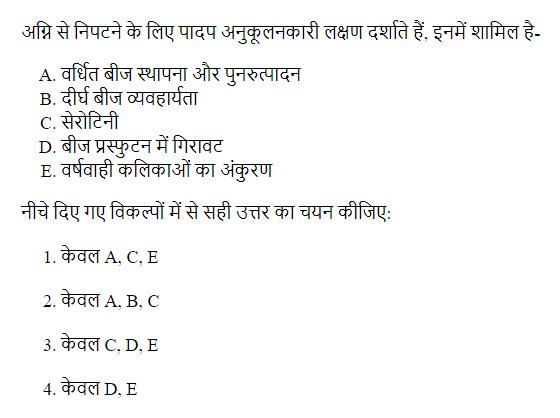 अग्नि से निपटने के लिए पादप अनुकूलनकारी लक्षण दर्शाते हैं, इनमें शामिल है-
A. वर्धित बीज स्थापना और पुनरुत्पादन
B. दीर्घ बीज व्यवहार्यता
C. सेरोटिनी
D. बीज प्रस्फुटन में गिरावट
E. वर्षवाही कलिकाओं का अंकुरण
नीचे दिए गए विकल्पों में से सही उत्तर का चयन कीजिए:
1. केवल A, C, E
2. केवल A, B, C
3. केवल C, D, E
4. केवल D, E